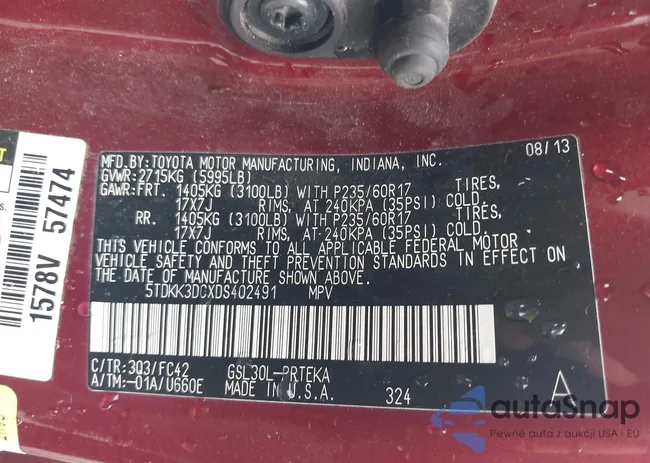 MFD.BY:TOYOTA MOTOR MANUFACTURING, INDIANA, INC. 08/13
GVWR:2715KG (5995LB)
GAWR:FRT. 1405KG (3100LB) WITH P235/60R17 TIRES,
17X7J RIMS, AT 240KPA (35PSI) COLD
RR. 1405KG (3100LB) WITH P235/60R17 TIRES,
17X7J RIMS, AT 240KPA (35PSI) COLD
THIS VEHICLE CONFORMS TO ALL APPLICABLE FEDERAL MOTOR
VEHICLE SAFETY AND THEFT PREVENTION STANDARDS IN EFFECT ON
THE DATE OF MANUFACTURE SHOWN ABOVE.
5TDKK3DCXDS402491 MPV
C/TR:3Q3/FC42 GSL30L-PRTEKA
A/TM:-01A/U660E MADE IN U.S.A. 324
A
1578V 57474
autoSnap
Pewne auta z aukcji USA i EU